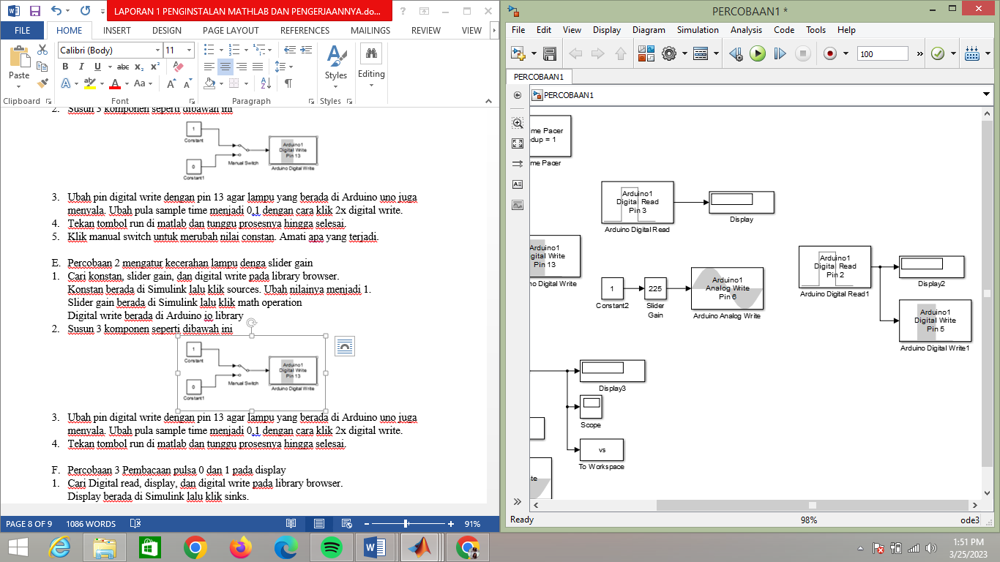 LAPORAN 1 PENGINSTALAN MATHLAB DAN PENGERJAANNYA.do...
FILE HOME INSERT DESIGN PAGE LAYOUT REFERENCES MAILINGS REVIEW VIEW
Calibri (Body) 11
Paste
B I U abc x₂ x²
A ab A Aa A A
Styles
Editing
Clipboard Font Paragraph Styles
2. Susun 3 komponen seperti dibawah ini
1
Constant
0
Constant1
Manual Switch
Arduino1
Digital Write
Pin 13
Arduino Digital Write
3. Ubah pin digital write dengan pin 13 agar lampu yang berada di Arduino uno juga
menyala. Ubah pula sample time menjadi 0,1 dengan cara klik 2x digital write.
4. Tekan tombol run di matlab dan tunggu prosesnya hingga selesai.
5. Klik manual switch untuk merubah nilai constan. Amati apa yang terjadi.
E. Percobaan 2 mengatur kecerahan lampu denga slider gain
1. Cari konstan, slider gain, dan digital write pada library browser.
Konstan berada di Simulink lalu klik sources. Ubah nilainya menjadi 1.
Slider gain berada di Simulink lalu klik math operation
Digital write berada di Arduino io library
2. Susun 3 komponen seperti dibawah ini
1
Constant
0
Constant1
Manual Switch
Arduino1
Digital Write
Pin 13
Arduino Digital Write
3. Ubah pin digital write dengan pin 13 agar lampu yang berada di Arduino uno juga
menyala. Ubah pula sample time menjadi 0,1 dengan cara klik 2x digital write.
4. Tekan tombol run di matlab dan tunggu prosesnya hingga selesai.
F. Percobaan 3 Pembacaan pulsa 0 dan 1 pada display
1. Cari Digital read, display, dan digital write pada library browser.
Display berada di Simulink lalu klik sinks.
PAGE 8 OF 9 1086 WORDS 91%
PERCOBAAN1 *
File Edit View Display Diagram Simulation Analysis Code Tools Help
100
PERCOBAAN1
PERCOBAAN1
me Pacer
edup = 1
me Pacer
Arduino1
Digital Read
Pin 3
Arduino Digital Read
Display
Arduino1
gital Write
Pin 13
no Digital Write
1
Constant2
225
Slider
Gain
Arduino1
Analog Write
Pin 6
Arduino Analog Write
Arduino1
Digital Read
Pin 2
Arduino Digital Read1
Display2
Arduino1
Digital Write
Pin 5
Arduino Digital Write1
Display3
Scope
vs
To Workspace
ite
Ready 98% ode3
1:51 PM
3/25/2023